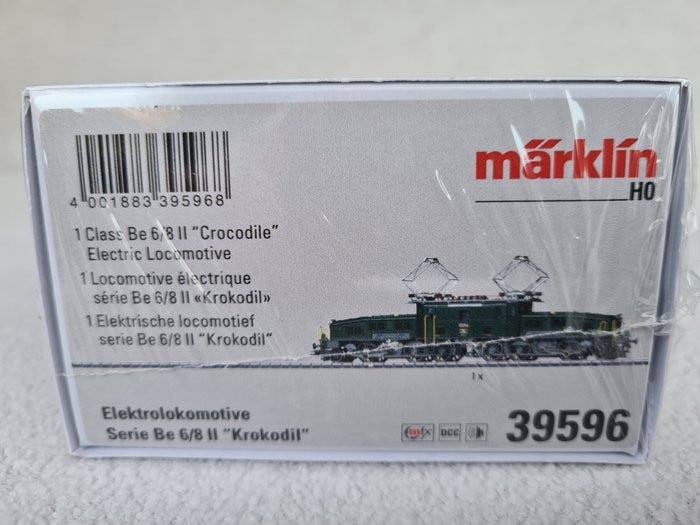 märklin
H0
4 001883 395968
1 Class Be 6/8 II "Crocodile"
Electric Locomotive
1 Locomotive électrique
série Be 6/8 II «Krokodil»
1 Elektrische locomotief
serie Be 6/8 II "Krokodil"
1 x
Elektrolokomotive
Serie Be 6/8 II "Krokodil"
mfx DCC
39596